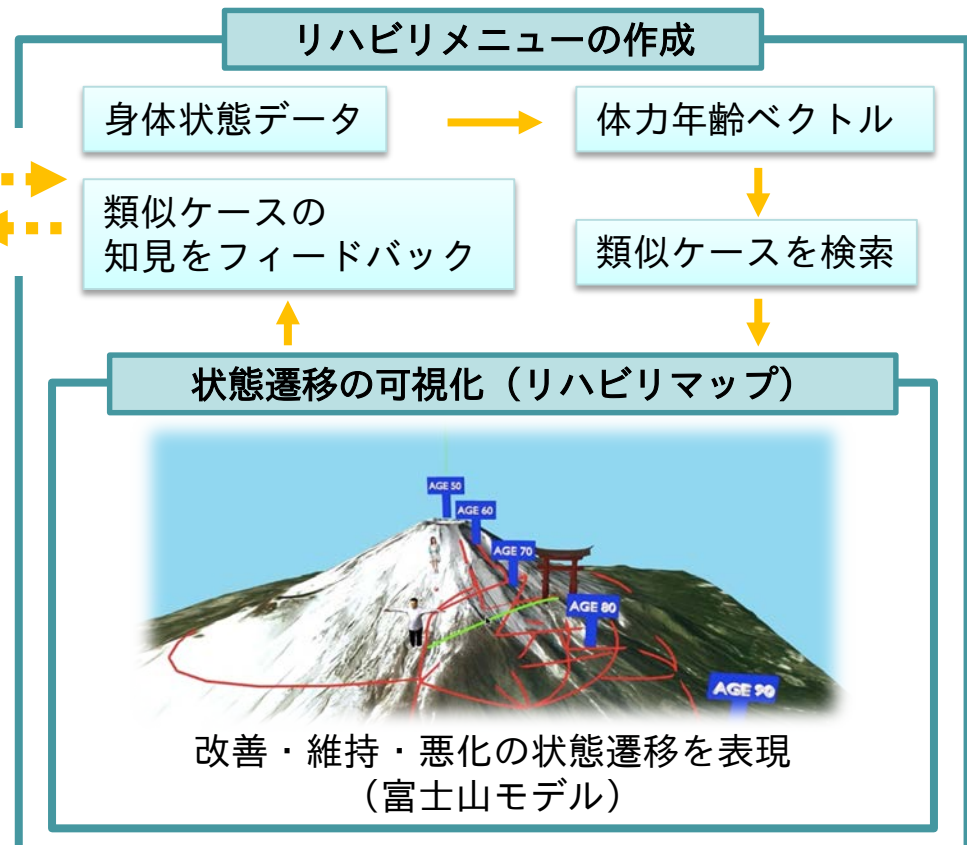 リハビリメニューの作成
身体状態データ
体力年齢ベクトル
類似ケースの
知見をフィードバック
類似ケースを検索
状態遷移の可視化（リハビリマップ）
AGE 50
AGE 60
AGE 70
AGE 80
AGE 90
改善・維持・悪化の状態遷移を表現
（富士山モデル）